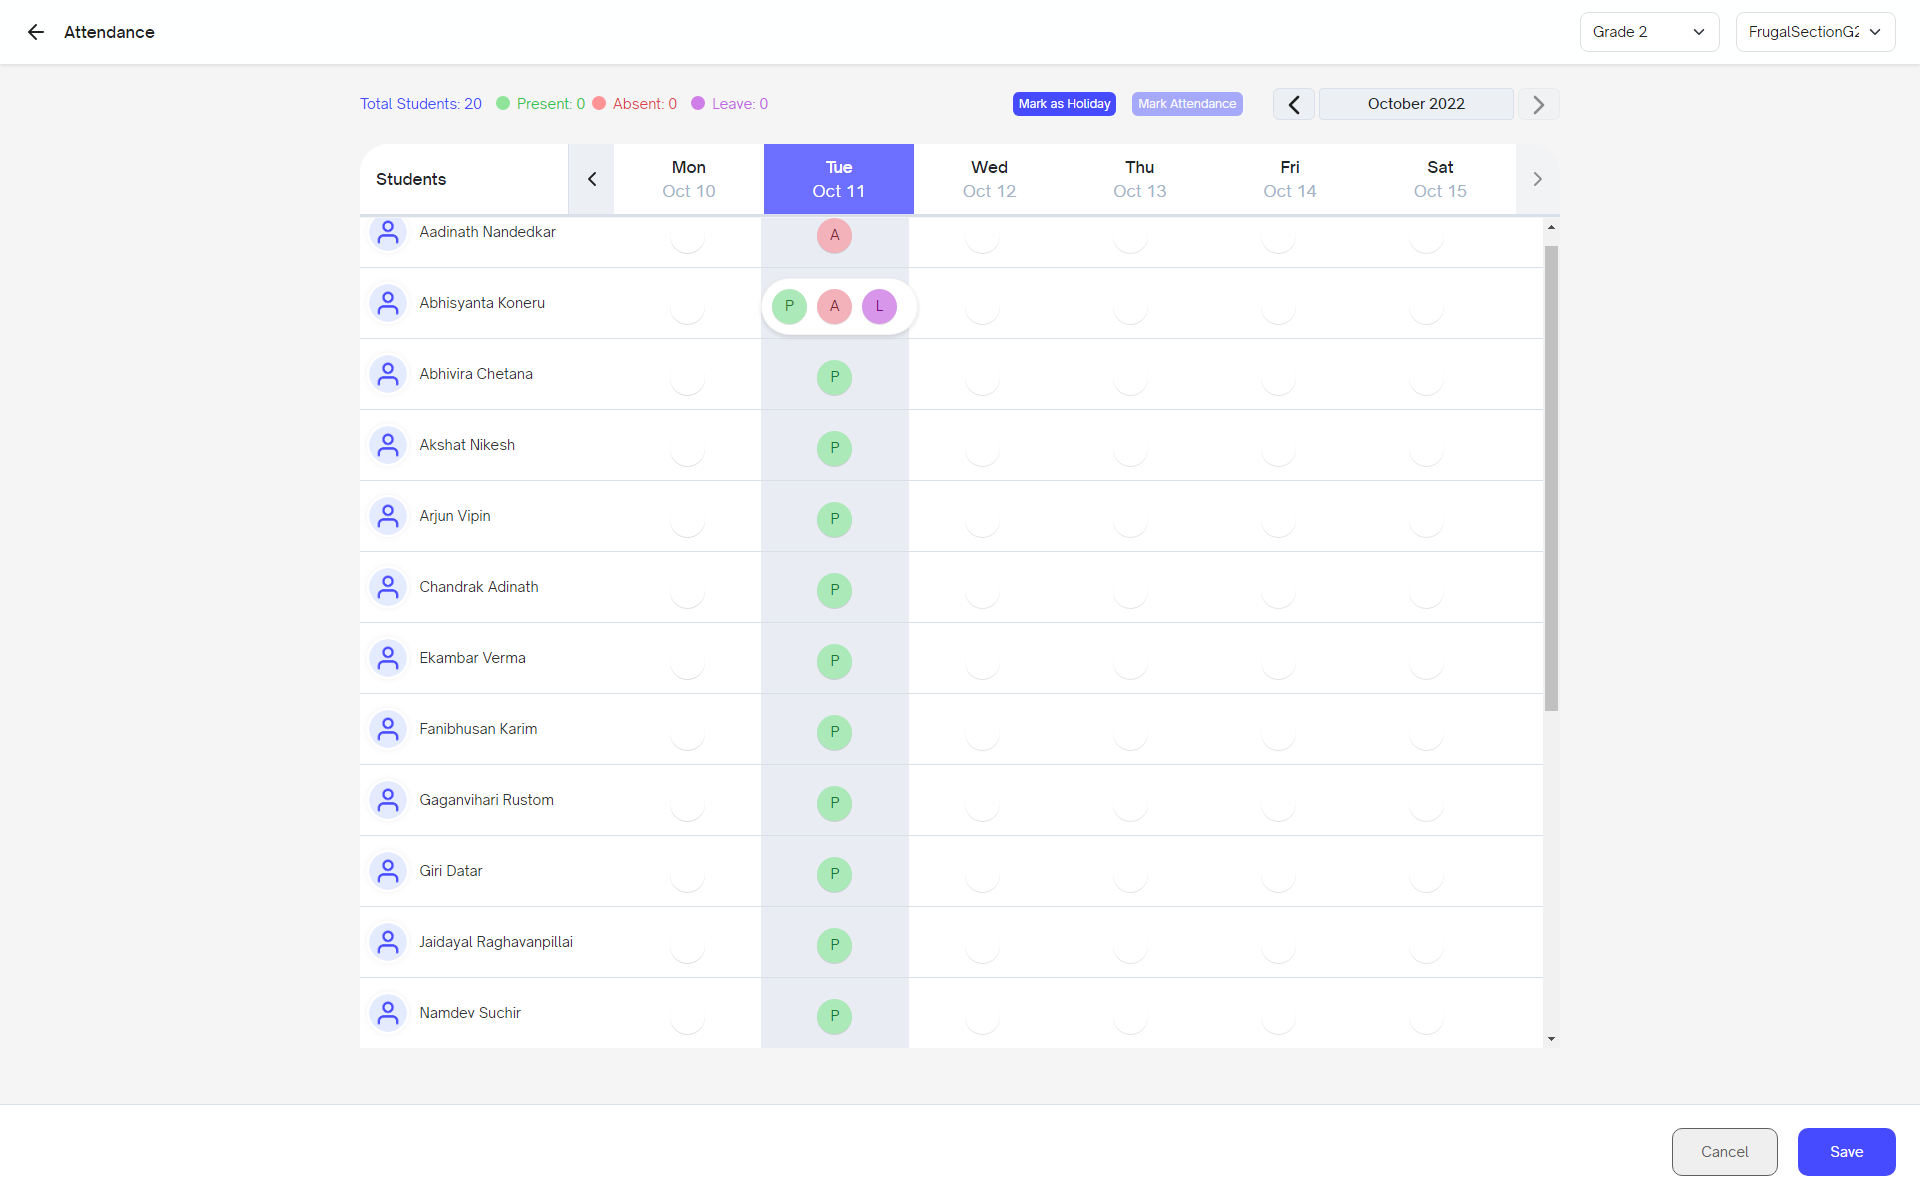 Attendance
Grade 2
FrugalSectionG2
Total Students: 20 Present: 0 Absent: 0 Leave: 0
Mark as Holiday
Mark Attendance
October 2022
Students
Mon
Oct 10
Tue
Oct 11
Wed
Oct 12
Thu
Oct 13
Fri
Oct 14
Sat
Oct 15
Aadinath Nandedkar A
Abhisyanta Koneru P A L
Abhivira Chetana P
Akshat Nikesh P
Arjun Vipin P
Chandrak Adinath P
Ekambar Verma P
Fanibhusan Karim P
Gaganvihari Rustom P
Giri Datar P
Jaidayal Raghavanpillai P
Namdev Suchir P
Cancel
Save